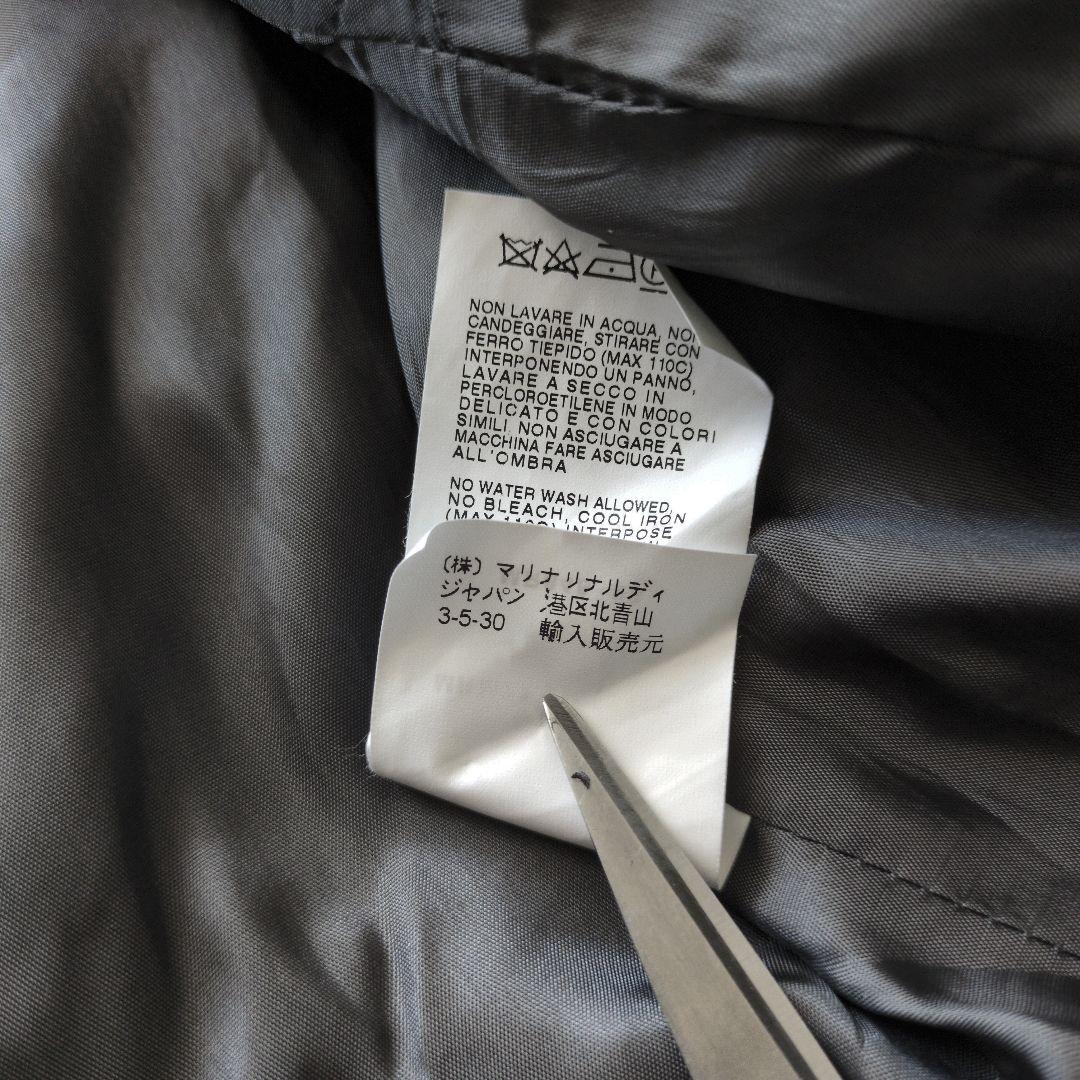 NON LAVARE IN ACQUA, NON
CANDEGGIARE, STIRARE CON
FERRO TIEPIDO (MAX 110C)
INTERPONENDO UN PANNO,
LAVARE A SECCO IN
PERCLOROETILENE IN MODO
DELICATO E CON COLORI
SIMILI. NON ASCIUGARE A
MACCHINA FARE ASCIUGARE
ALL'OMBRA
NO WATER WASH ALLOWED,
NO BLEACH, COOL IRON
(MAX 110C) INTERPOSE
(株) マリナリナルディ
ジャパン 港区北青山
3-5-30 輸入販売元